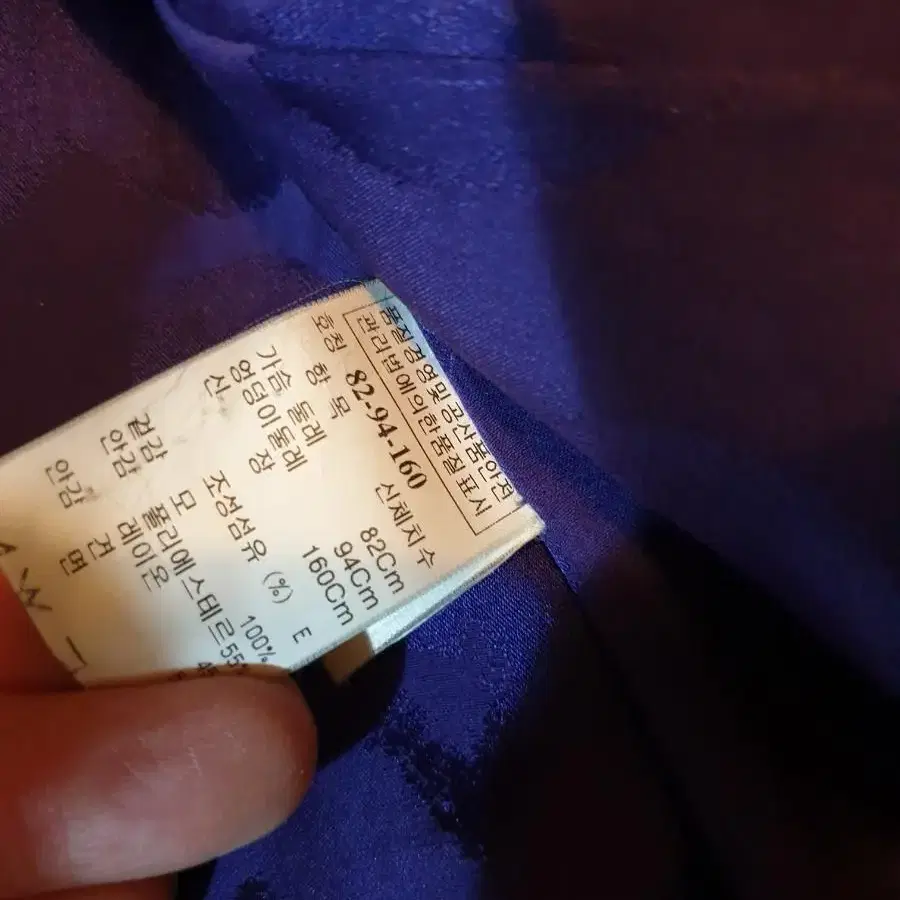 품질경영및 공산품안전
관리법에의한품질 표시
호칭 82-94-160
항 목 신체치수
가슴 둘레 82Cm
엉덩이둘레 94Cm
신 장 160Cm
조성섬유 (%) E
겉감 모 100%
안감 폴리에스테르55%
레이온 45
안감 견
면